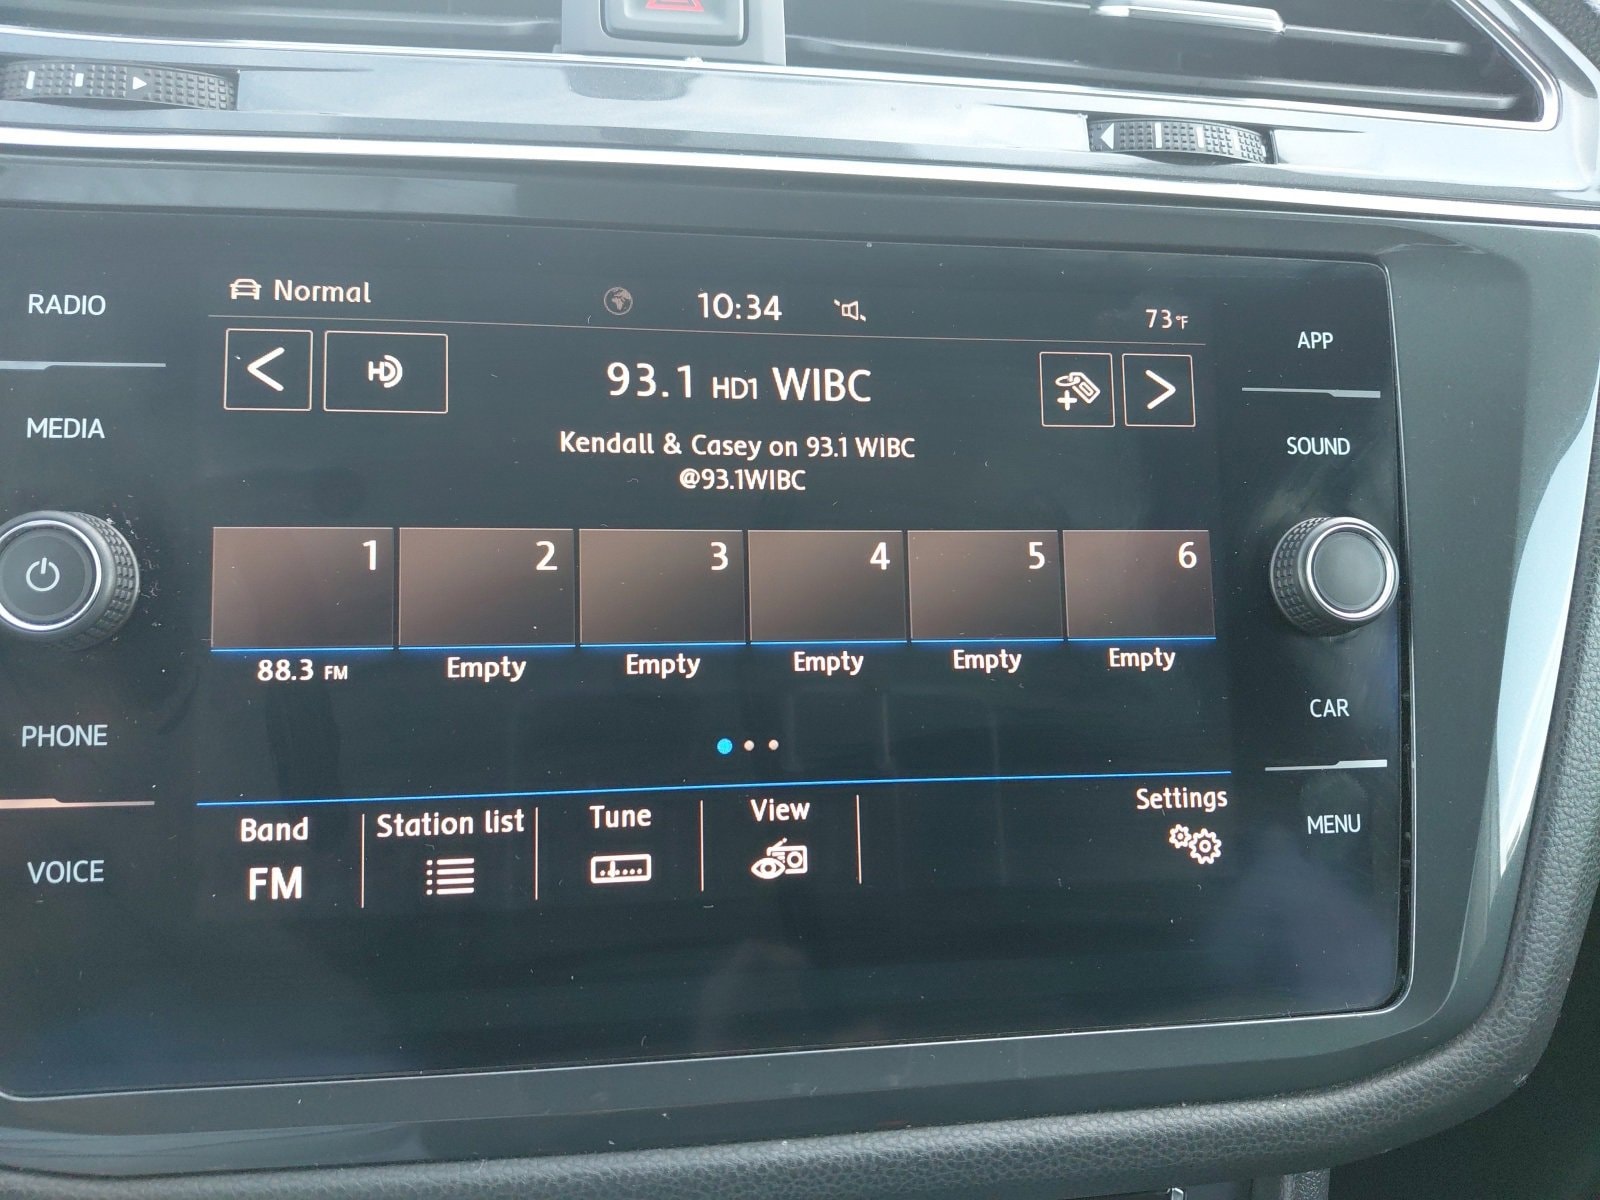 RADIO
MEDIA
PHONE
VOICE
Normal
10:34
73°F
HD
93.1 HD1 WIBC
Kendall & Casey on 93.1 WIBC
@93.1WIBC
1 2 3 4 5 6
88.3 FM Empty Empty Empty Empty Empty
Band Station list Tune View Settings
FM
APP
SOUND
CAR
MENU